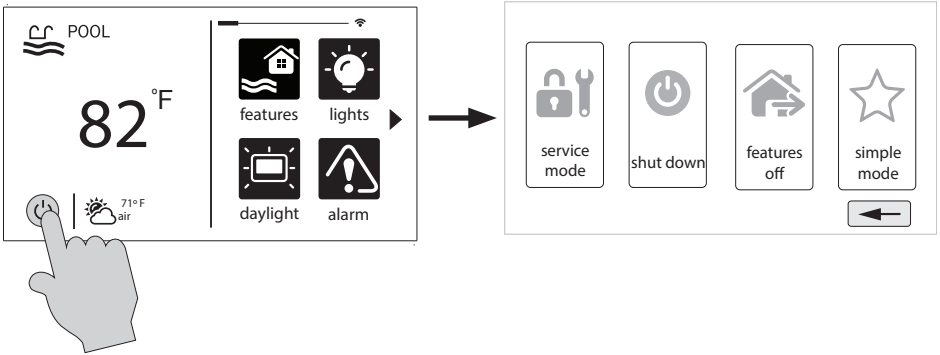 POOL
82°F
71° F
air
features
lights
daylight
alarm
service
mode
shut down
features
off
simple
mode